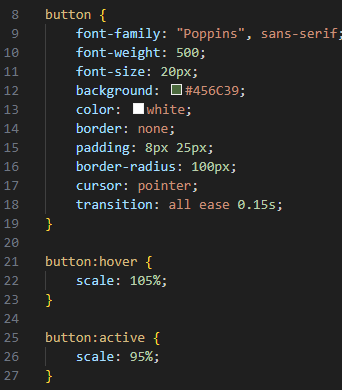 8 button {
9 font-family: "Poppins", sans-serif;
10 font-weight: 500;
11 font-size: 20px;
12 background: #456C39;
13 color: white;
14 border: none;
15 padding: 8px 25px;
16 border-radius: 100px;
17 cursor: pointer;
18 transition: all ease 0.15s;
19 }
20
21 button:hover {
22 scale: 105%;
23 }
24
25 button:active {
26 scale: 95%;
27 }